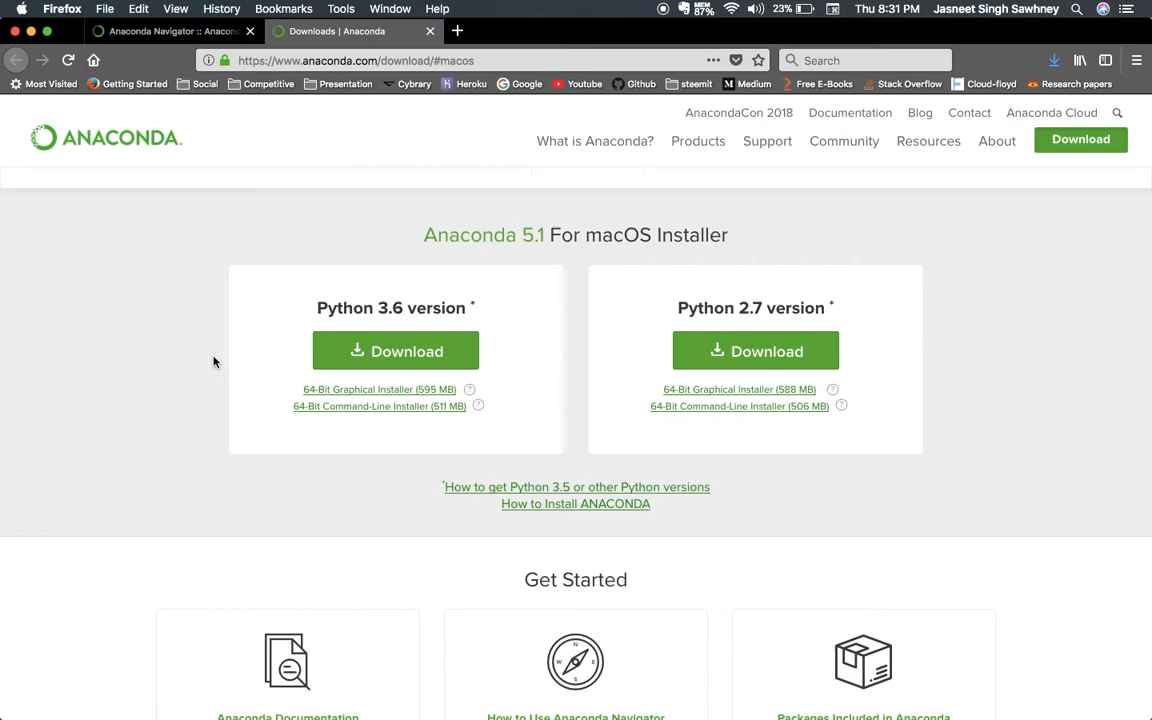 Firefox File Edit View History Bookmarks Tools Window Help MEM 87% 23% Thu 8:31 PM Jasneet Singh Sawhney
Anaconda Navigator :: Anacon Downloads | Anaconda
https://www.anaconda.com/download/#macos Search
Most Visited Getting Started Social Competitive Presentation Cybrary Heroku Google Youtube Github steemit Medium Free E-Books Stack Overflow Cloud-floyd Research papers
AnacondaCon 2018 Documentation Blog Contact Anaconda Cloud
ANACONDA.
What is Anaconda? Products Support Community Resources About Download
Anaconda 5.1 For macOS Installer
Python 3.6 version *
Download
64-Bit Graphical Installer (595 MB) ?
64-Bit Command-Line Installer (511 MB) ?
Python 2.7 version *
Download
64-Bit Graphical Installer (588 MB) ?
64-Bit Command-Line Installer (506 MB) ?
*How to get Python 3.5 or other Python versions
How to Install ANACONDA
Get Started
N
W E
S
Anaconda Documentation How to Use Anaconda Navigator Packages Included in Anaconda